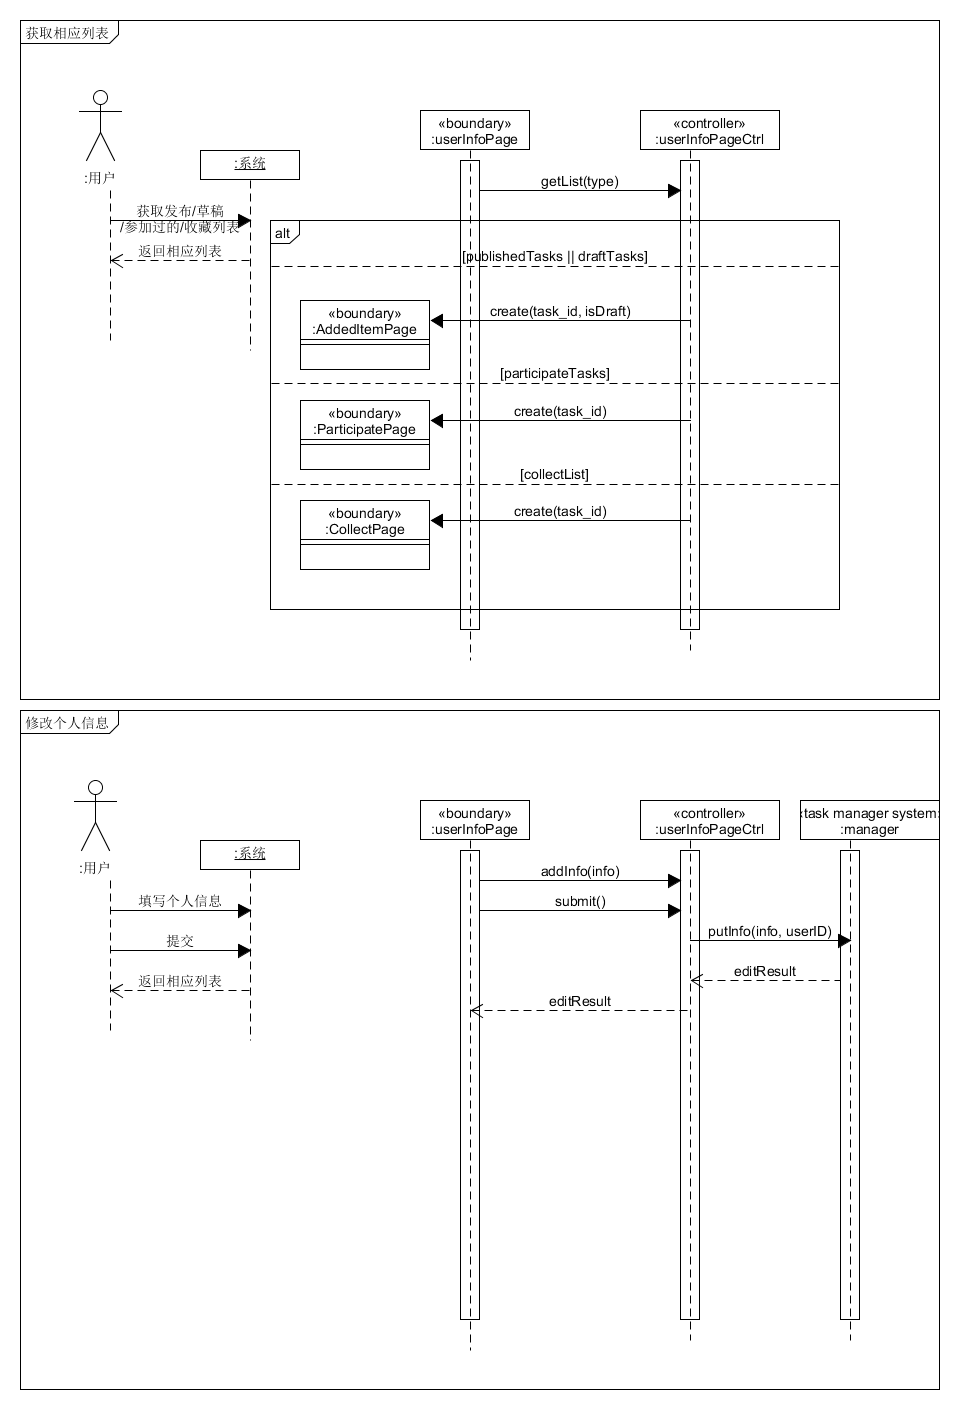 获取相应列表
:用户
:系统
«boundary»
:userInfoPage
«controller»
:userInfoPageCtrl
getList(type)
获取发布/草稿
/参加过的/收藏列表
返回相应列表
alt
[publishedTasks || draftTasks]
«boundary»
:AddedItemPage
create(task_id, isDraft)
[participateTasks]
«boundary»
:ParticipatePage
create(task_id)
[collectList]
«boundary»
:CollectPage
create(task_id)
修改个人信息
:用户
:系统
«boundary»
:userInfoPage
«controller»
:userInfoPageCtrl
task manager system
:manager
addInfo(info)
填写个人信息
submit()
提交
putInfo(info, userID)
返回相应列表
editResult
editResult